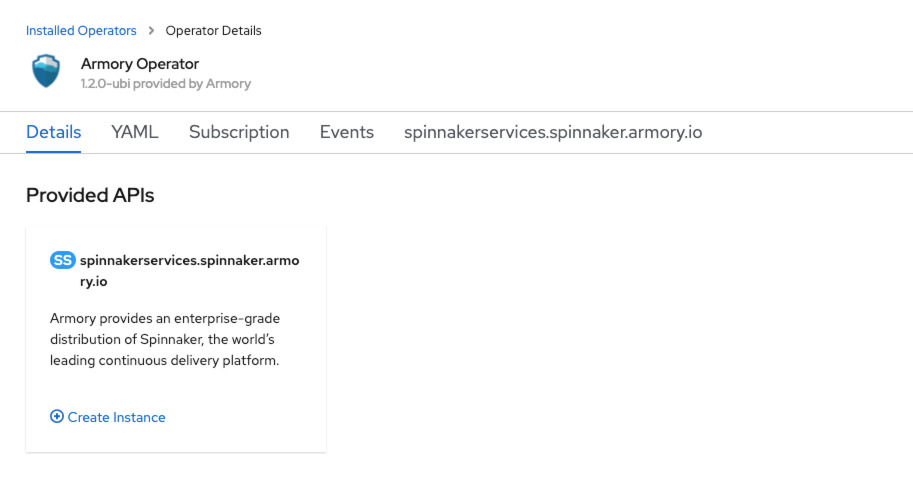 Installed Operators > Operator Details
Armory Operator
1.2.0-ubi provided by Armory
Details YAML Subscription Events spinnakerservices.spinnaker.armory.io
Provided APIs
SS spinnakerservices.spinnaker.armo
ry.io
Armory provides an enterprise-grade
distribution of Spinnaker, the world's
leading continuous delivery platform.
Create Instance